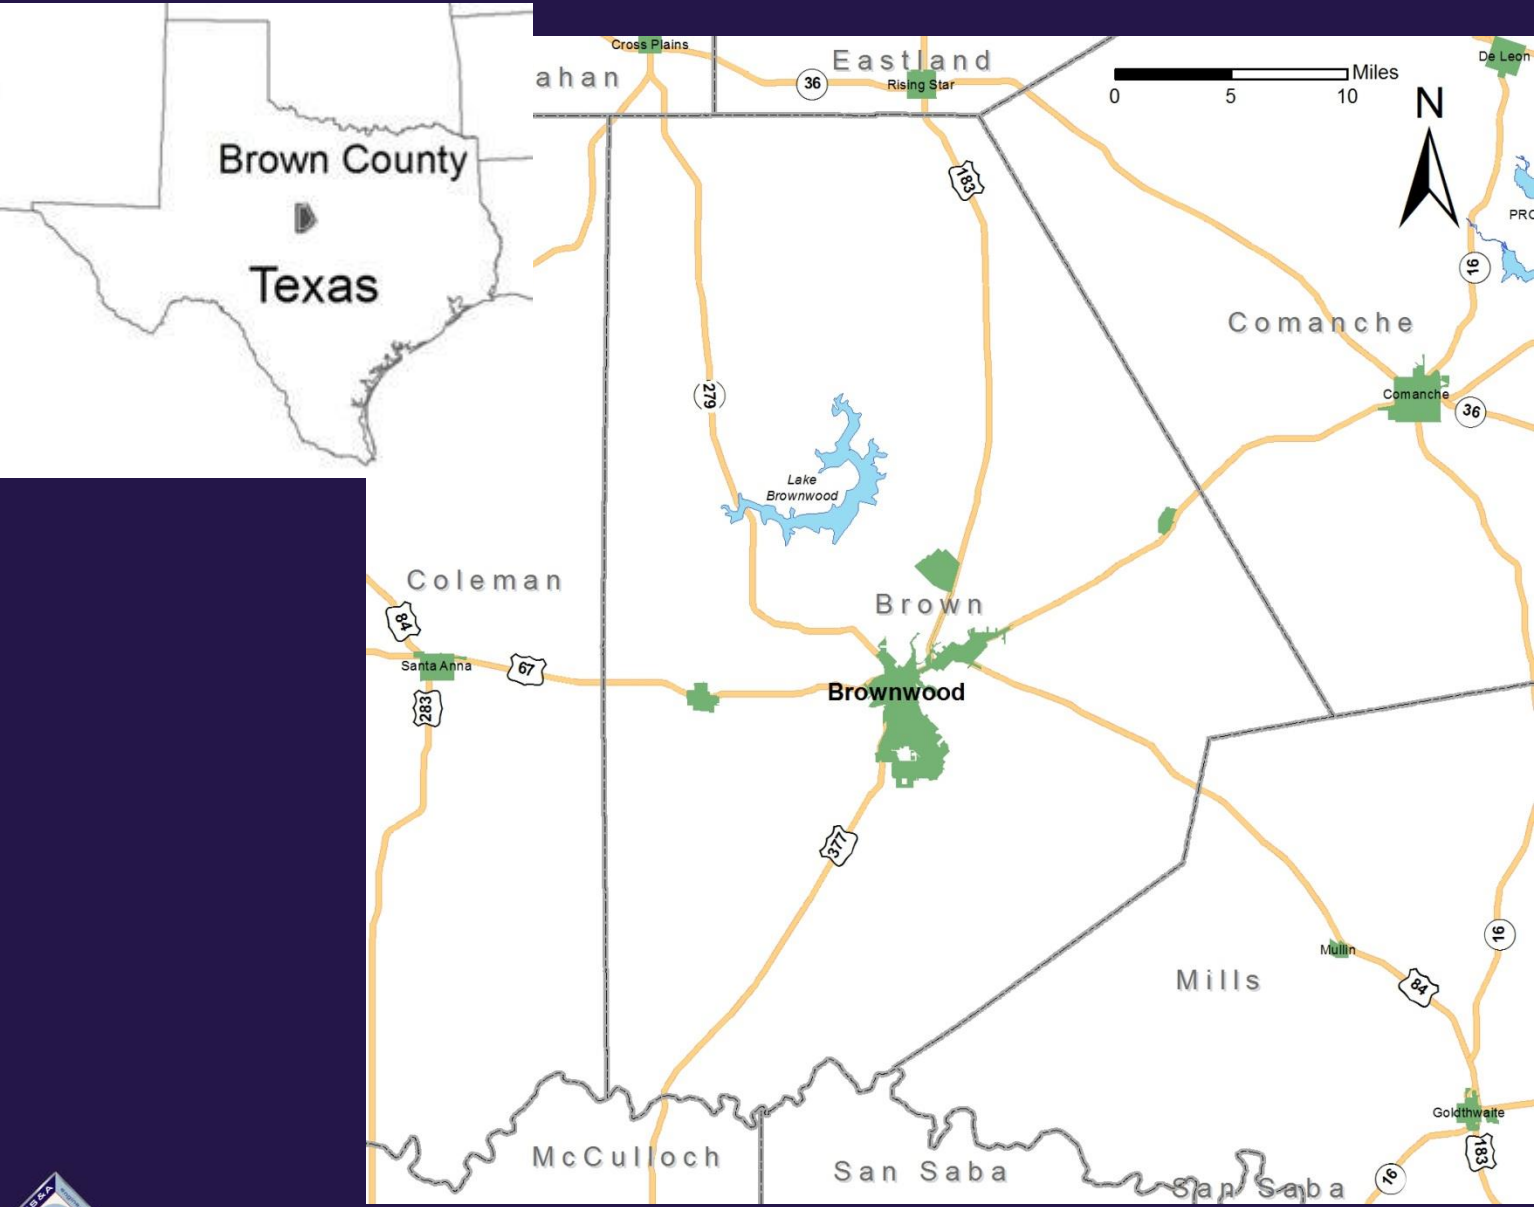 Brown County
Texas
Cross Plains
ahan
Eastland
36
Rising Star
Miles
0 5 10
N
De Leon
183
PRO
16
Comanche
279
Comanche
36
Lake
Brownwood
Coleman
84
Brown
Santa Anna
67
283
Brownwood
377
Mullin
16
Mills
84
Goldthwaite
McCulloch
San Saba
183
16
San Saba
S&A